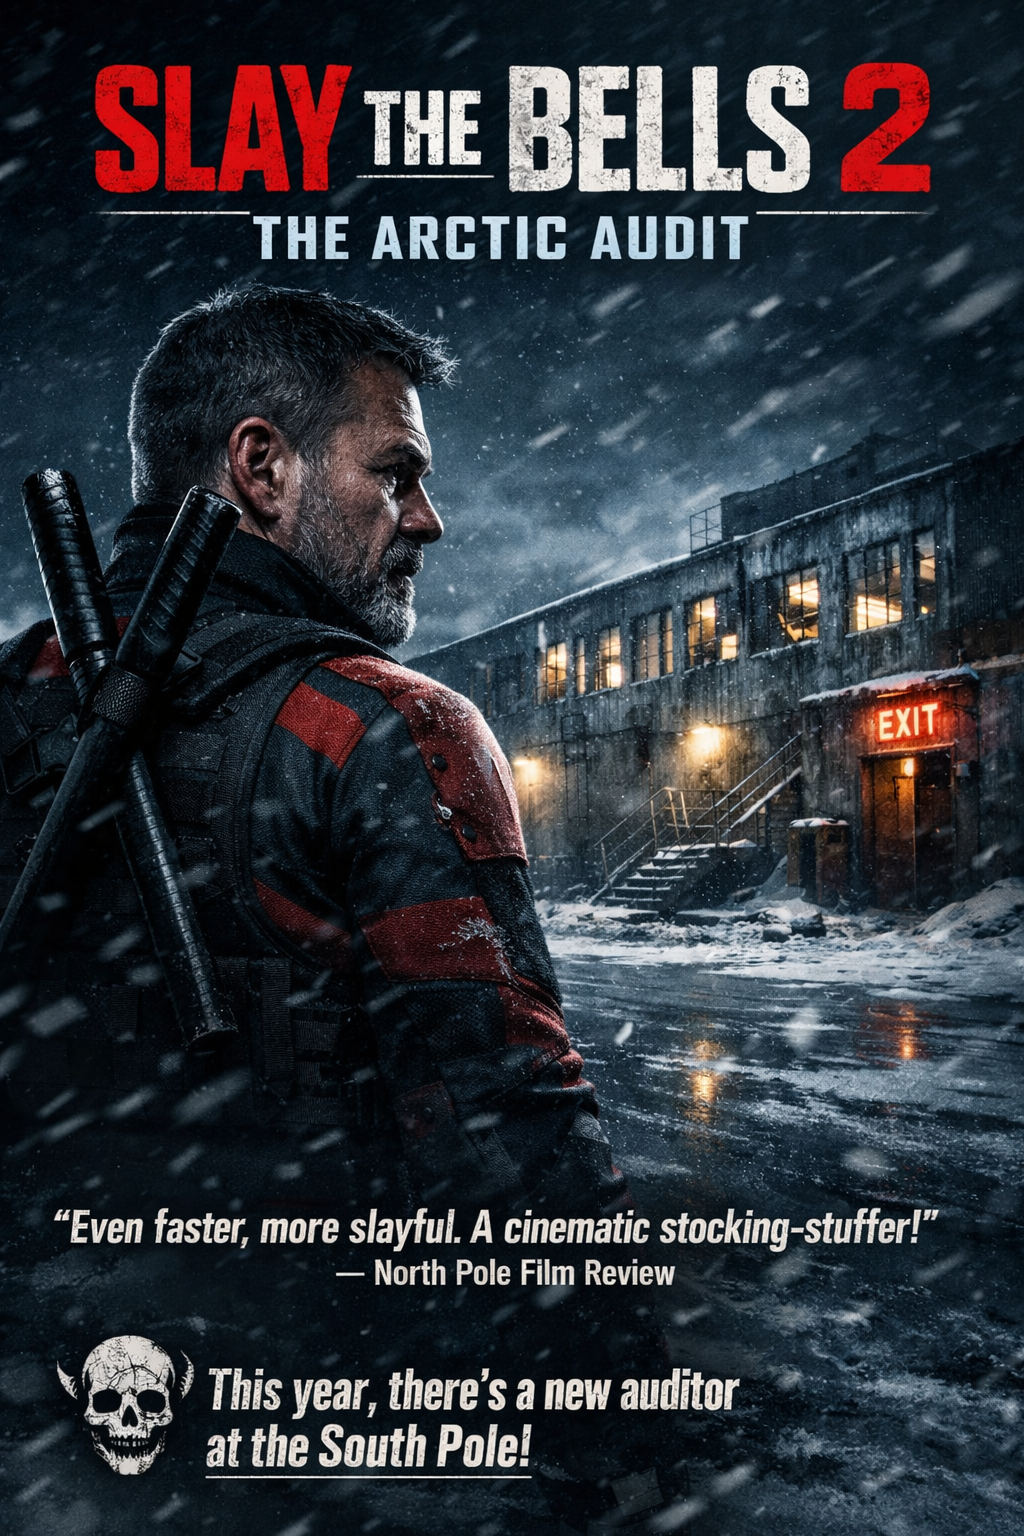 SLAY THE BELLS 2
THE ARCTIC AUDIT
EXIT
“Even faster, more slayful. A cinematic stocking-stuffer!”
— North Pole Film Review
This year, there’s a new auditor
at the South Pole!